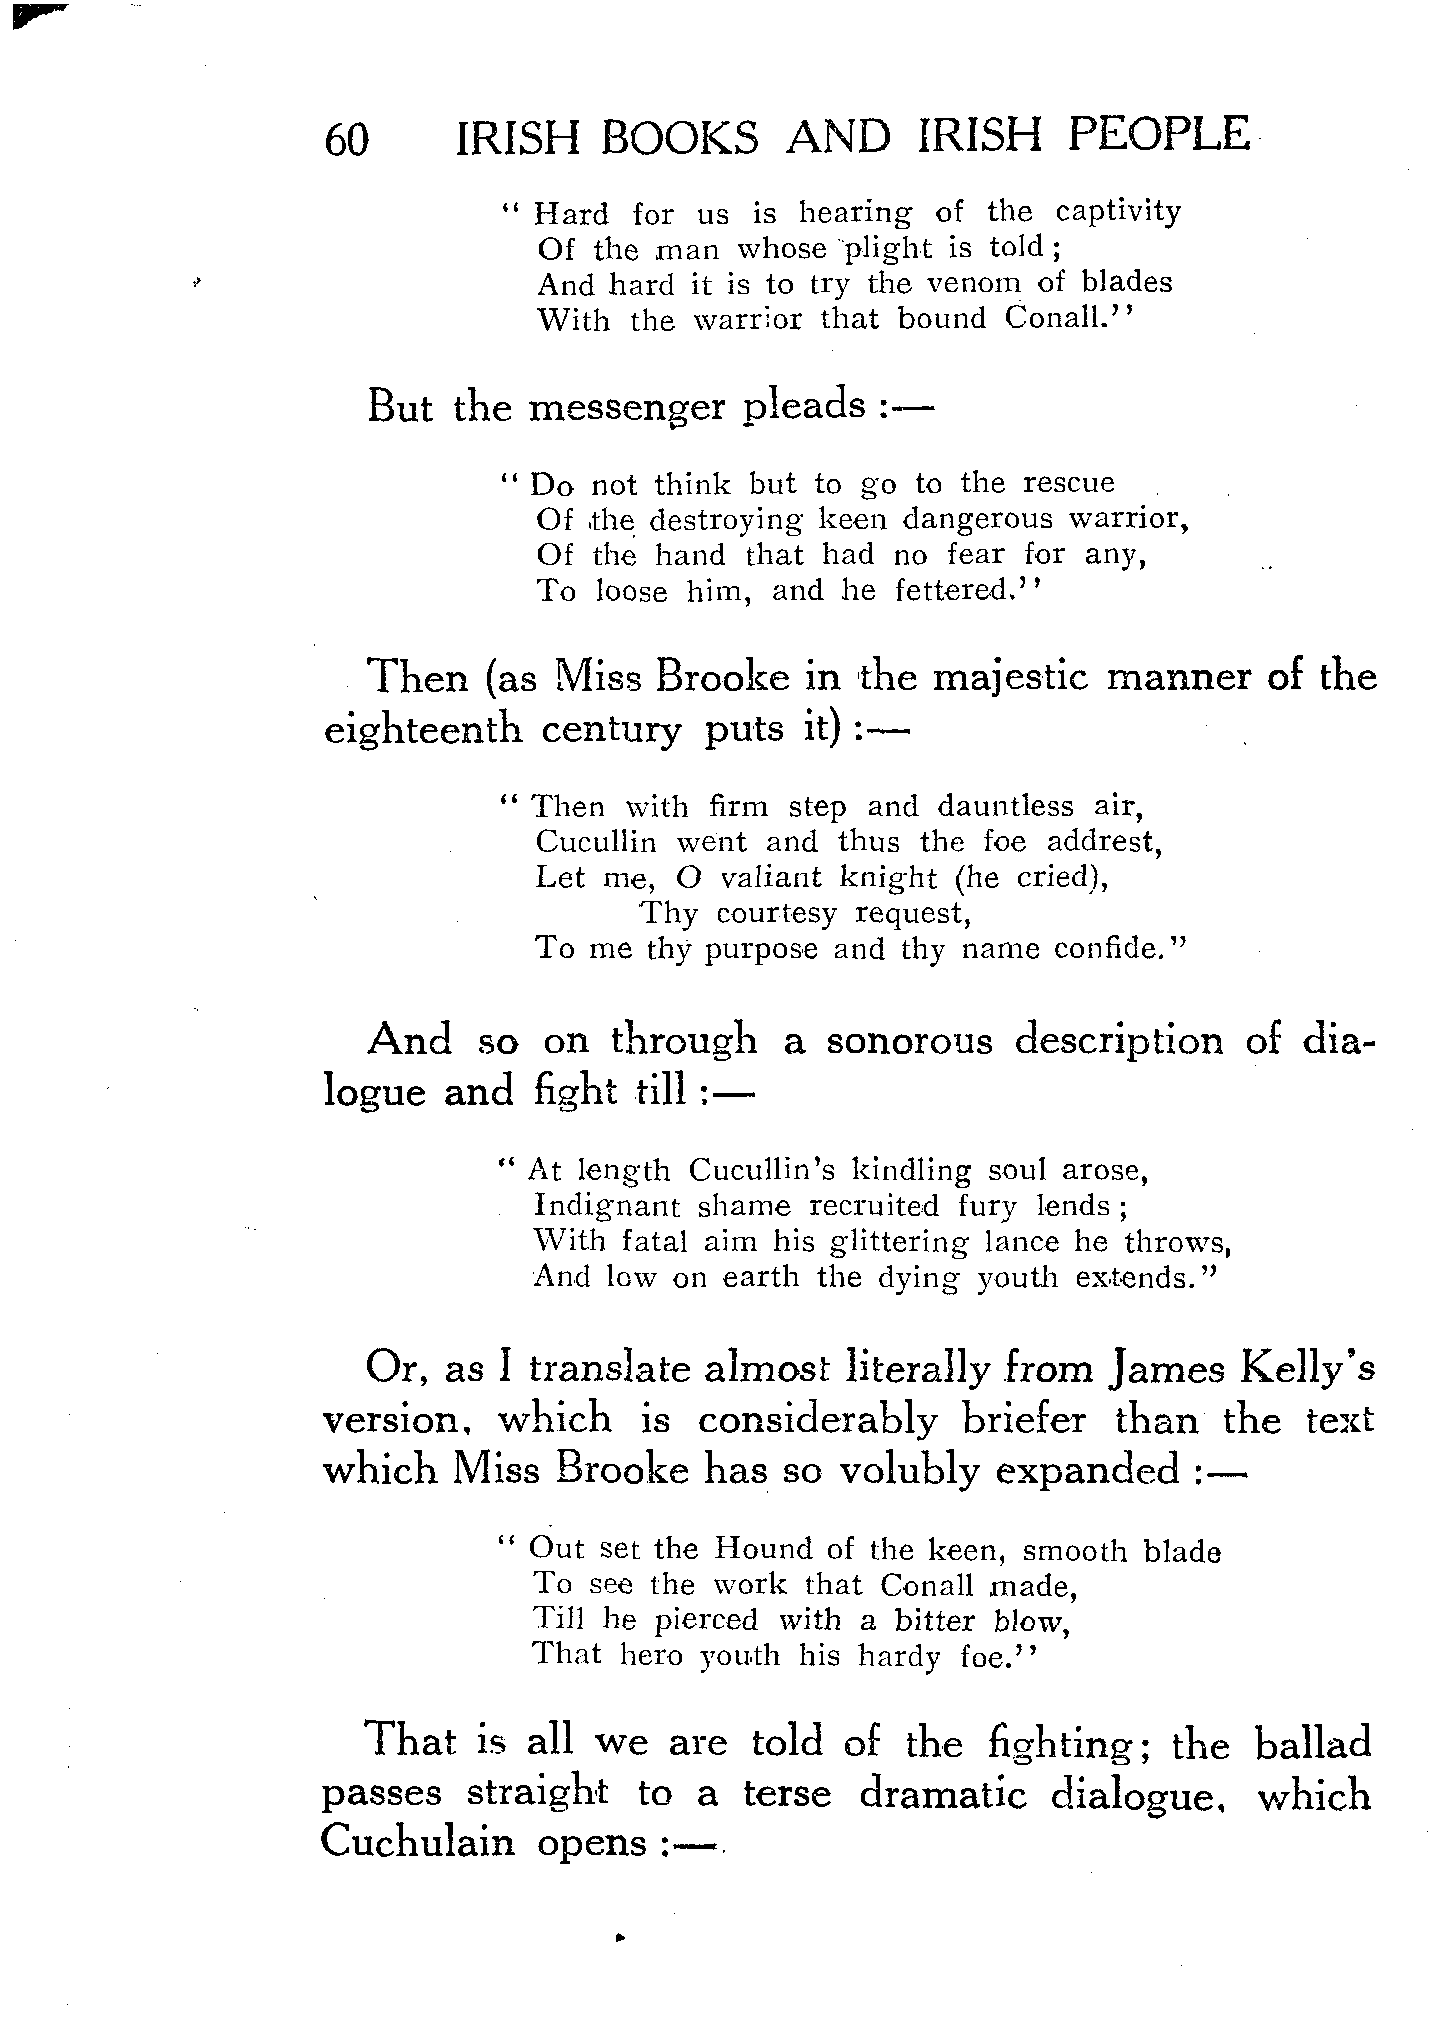 60 IRISH BOOKS AND IRISH PEOPLE
" Hard for us is hearing of the captivity
Of the man whose plight is told ;
And hard it is to try the venom of blades
With the warrior that bound Conall.''
But the messenger pleads :—
" Do not think but to go to the rescue
Of the destroying keen dangerous warrior,
Of the hand that had no fear for any,
To loose him, and he fettered.''
Then (as Miss Brooke in the majestic manner of the
eighteenth century puts it) :—
" Then with firm step and dauntless air,
Cucullin went and thus the foe addrest,
Let me, O valiant knight (he cried),
Thy courtesy request,
To me thy purpose and thy name confide."
And so on through a sonorous description of dia-
logue and fight till :—
" At length Cucullin's kindling soul arose,
Indignant shame recruited fury lends ;
With fatal aim his glittering lance he throws,
And low on earth the dying youth extends."
Or, as I translate almost literally from James Kelly's
version, which is considerably briefer than the text
which Miss Brooke has so volubly expanded :—
" Out set the Hound of the keen, smooth blade
To see the work that Conall made,
Till he pierced with a bitter blow,
That hero youth his hardy foe.''
That is all we are told of the fighting; the ballad
passes straight to a terse dramatic dialogue, which
Cuchulain opens :—